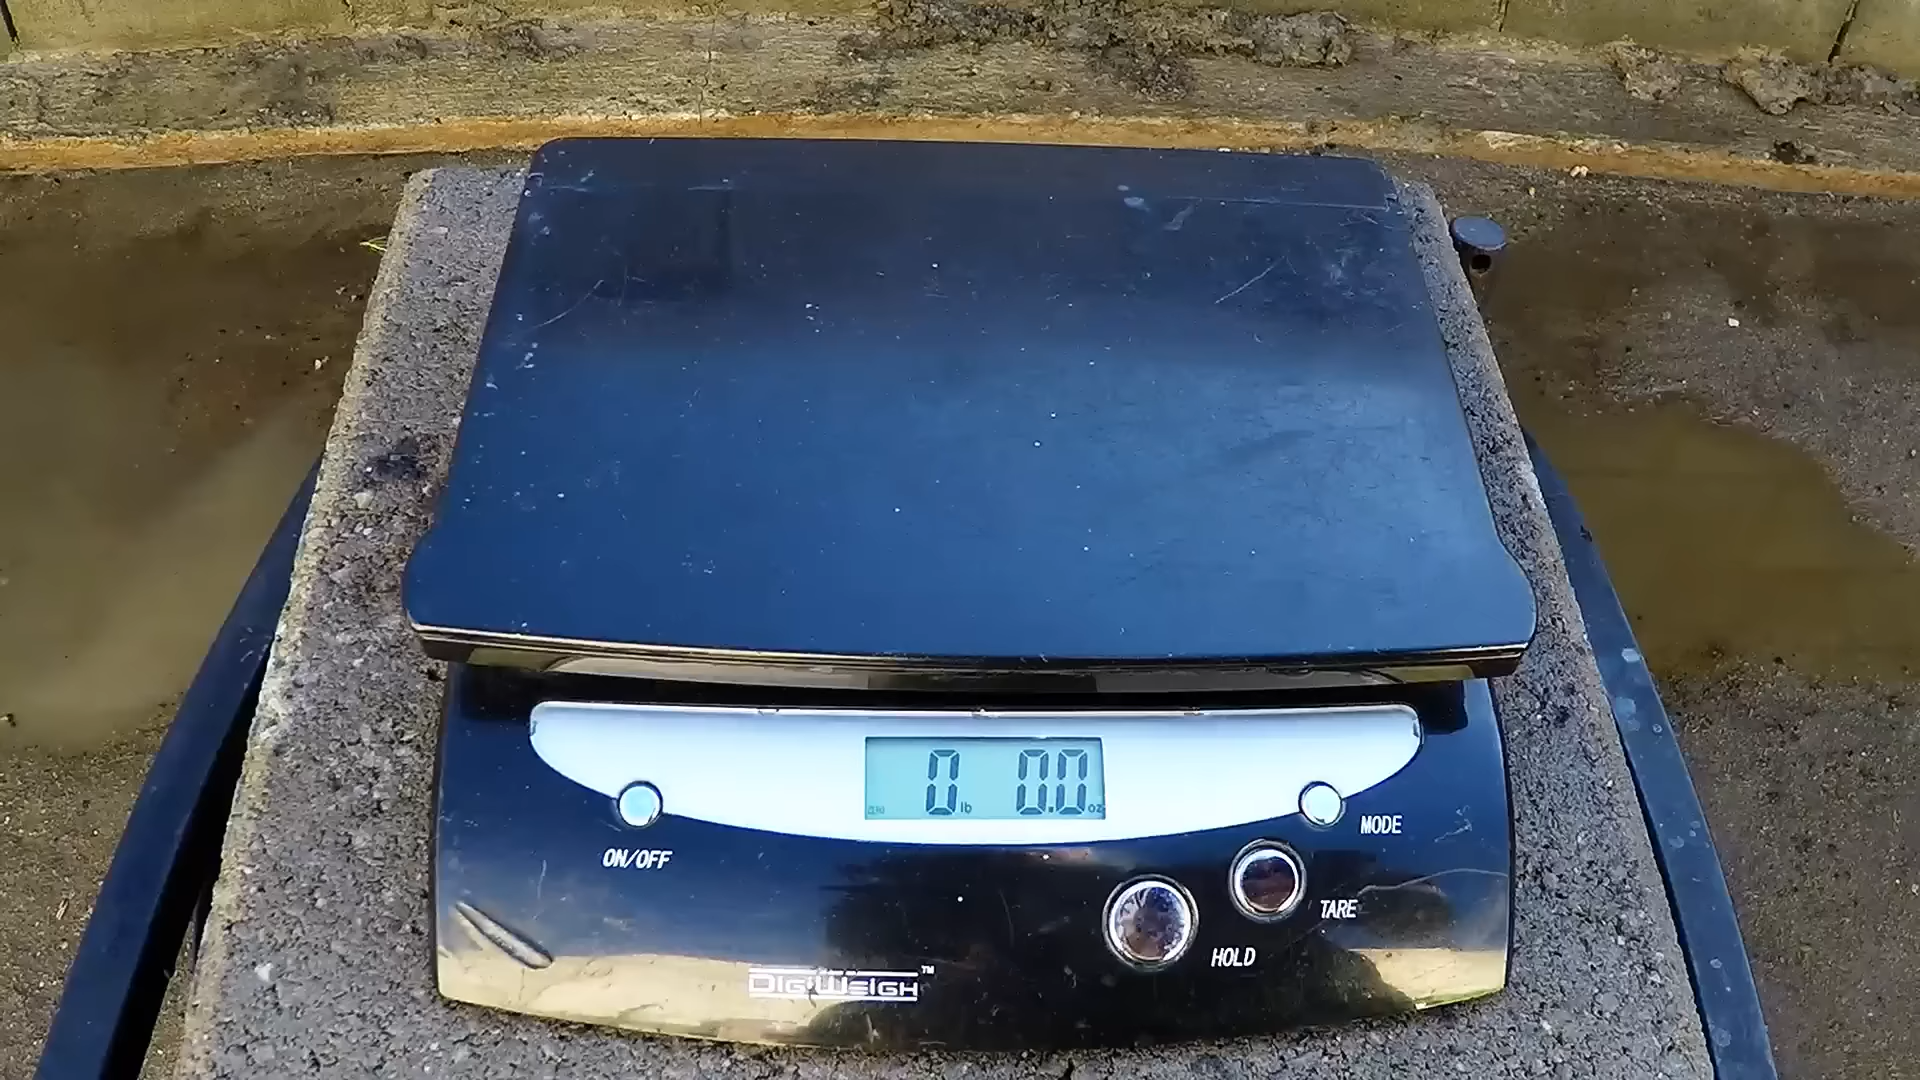 0 lb 0.0 oz
MODE
ON/OFF
TARE
HOLD
DIGIWEIGH™